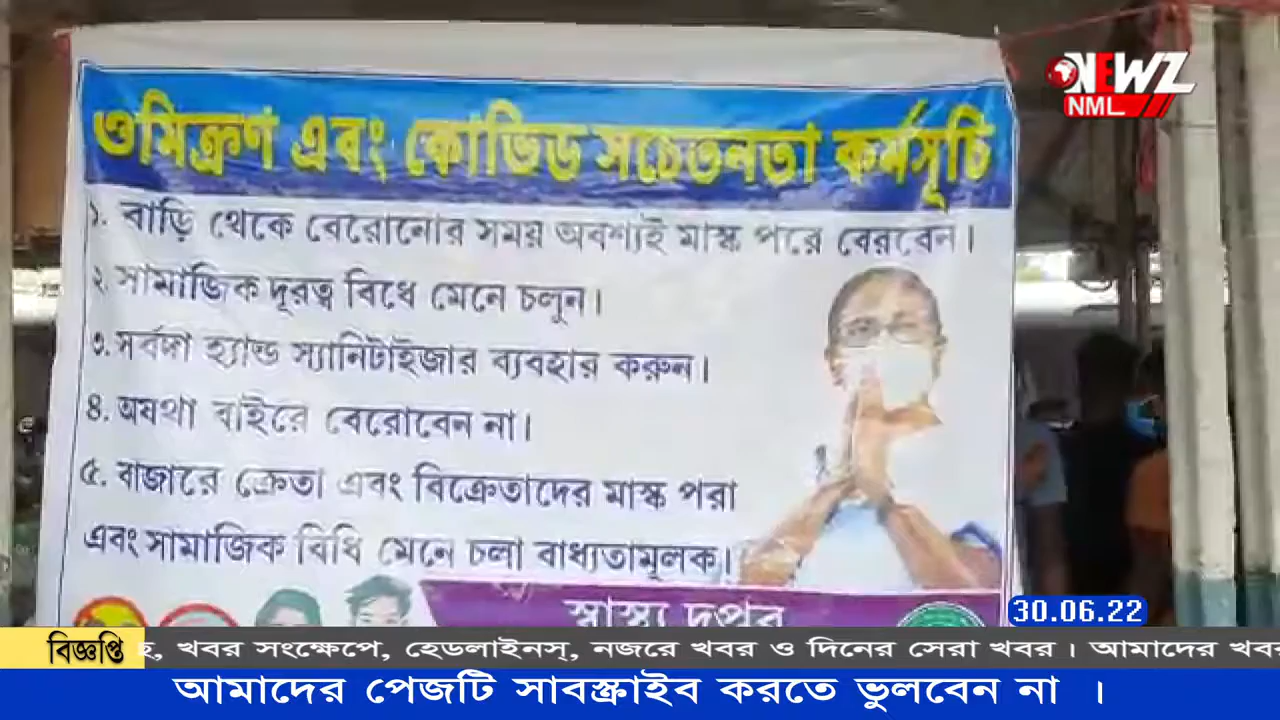 NEWZ
NML
ওমিক্রণ এবং কোভিড সচেতনতা কর্মসূচি
১. বাড়ি থেকে বেরোনোর সময় অবশ্যই মাস্ক পরে বেরবেন।
২. সামাজিক দূরত্ব বিধে মেনে চলুন।
৩. সর্বদা হ্যান্ড স্যানিটাইজার ব্যবহার করুন।
৪. অযথা বাইরে বেরোবেন না।
৫. বাজারে ক্রেতা এবং বিক্রেতাদের মাস্ক পরা
এবং সামাজিক বিধি মেনে চলা বাধ্যতামূলক।
স্বাস্থ্য দপ্তর
30.06.22
বিজ্ঞপ্তি
খবর সংক্ষেপে, হেডলাইনস্, নজরে খবর ও দিনের সেরা খবর। আমাদের খবর
আমাদের পেজটি সাবস্ক্রাইব করতে ভুলবেন না ।